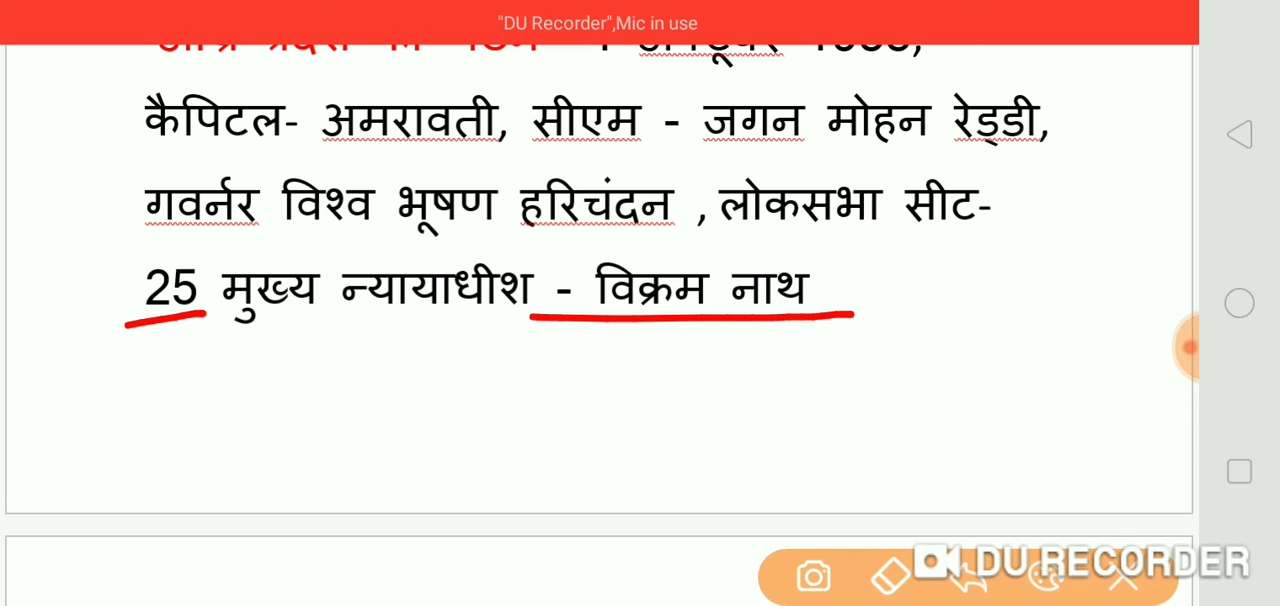 "DU Recorder",Mic in use
कैपिटल- अमरावती, सीएम - जगन मोहन रेड्डी,
गवर्नर विश्व भूषण हरिचंदन , लोकसभा सीट-
25 मुख्य न्यायाधीश - विक्रम नाथ
DU RECORDER